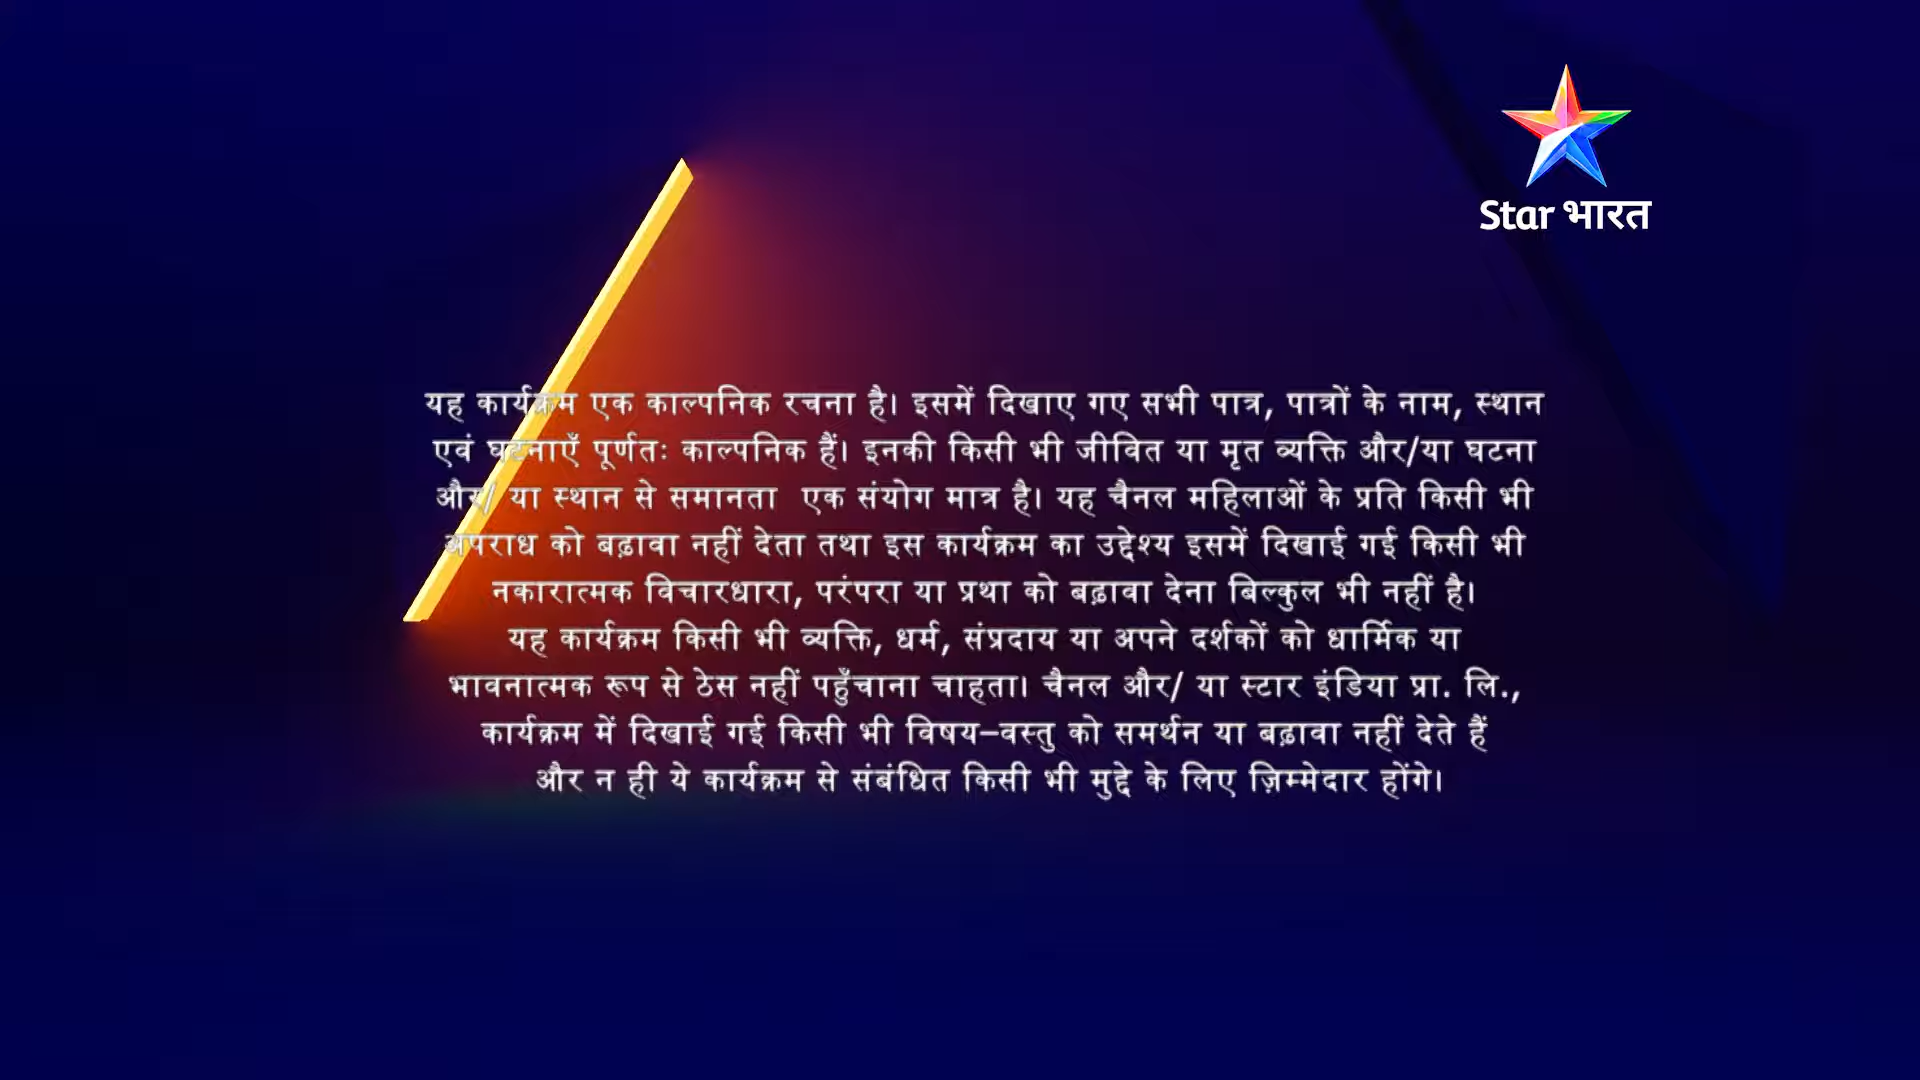 Star भारत
यह कार्यक्रम एक काल्पनिक रचना है। इसमें दिखाए गए सभी पात्र, पात्रों के नाम, स्थान
एवं घटनाएँ पूर्णतः काल्पनिक हैं। इनकी किसी भी जीवित या मृत व्यक्ति और/या घटना
और/ या स्थान से समानता  एक संयोग मात्र है। यह चैनल महिलाओं के प्रति किसी भी
अपराध को बढ़ावा नहीं देता तथा इस कार्यक्रम का उद्देश्य इसमें दिखाई गई किसी भी
नकारात्मक विचारधारा, परंपरा या प्रथा को बढ़ावा देना बिल्कुल भी नहीं है।
यह कार्यक्रम किसी भी व्यक्ति, धर्म, संप्रदाय या अपने दर्शकों को धार्मिक या
भावनात्मक रूप से ठेस नहीं पहुँचाना चाहता। चैनल और/ या स्टार इंडिया प्रा. लि.,
कार्यक्रम में दिखाई गई किसी भी विषय–वस्तु को समर्थन या बढ़ावा नहीं देते हैं
और न ही ये कार्यक्रम से संबंधित किसी भी मुद्दे के लिए ज़िम्मेदार होंगे।